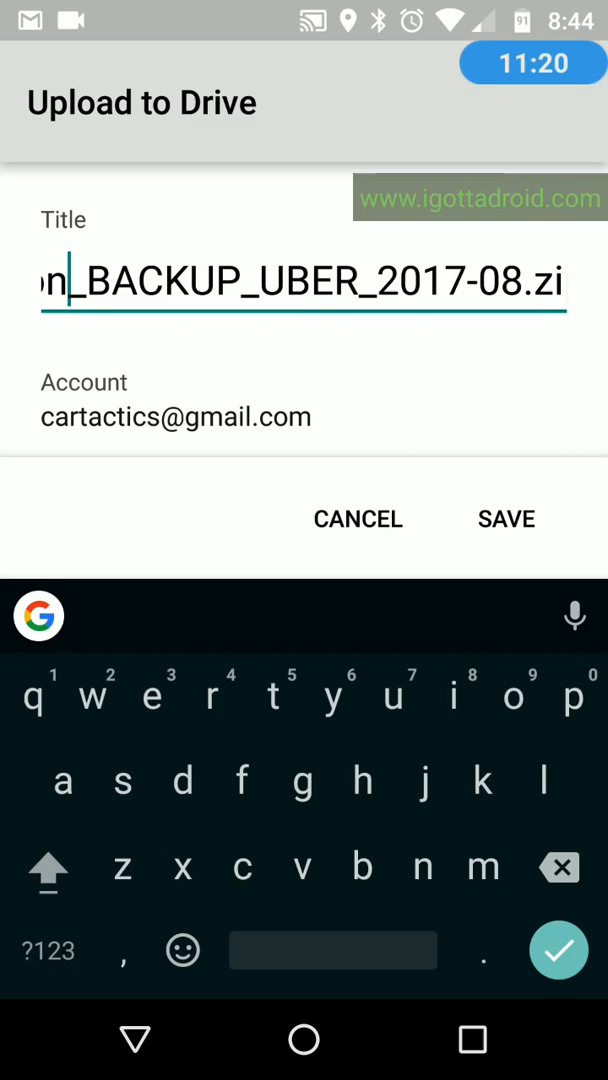 91 8:44
11:20
Upload to Drive
www.igottadroid.com
Title
on_BACKUP_UBER_2017-08.zi
Account
cartactics@gmail.com
CANCEL SAVE
G
1 2 3 4 5 6 7 8 9 0
q w e r t y u i o p
a s d f g h j k l
z x c v b n m
?123 , .